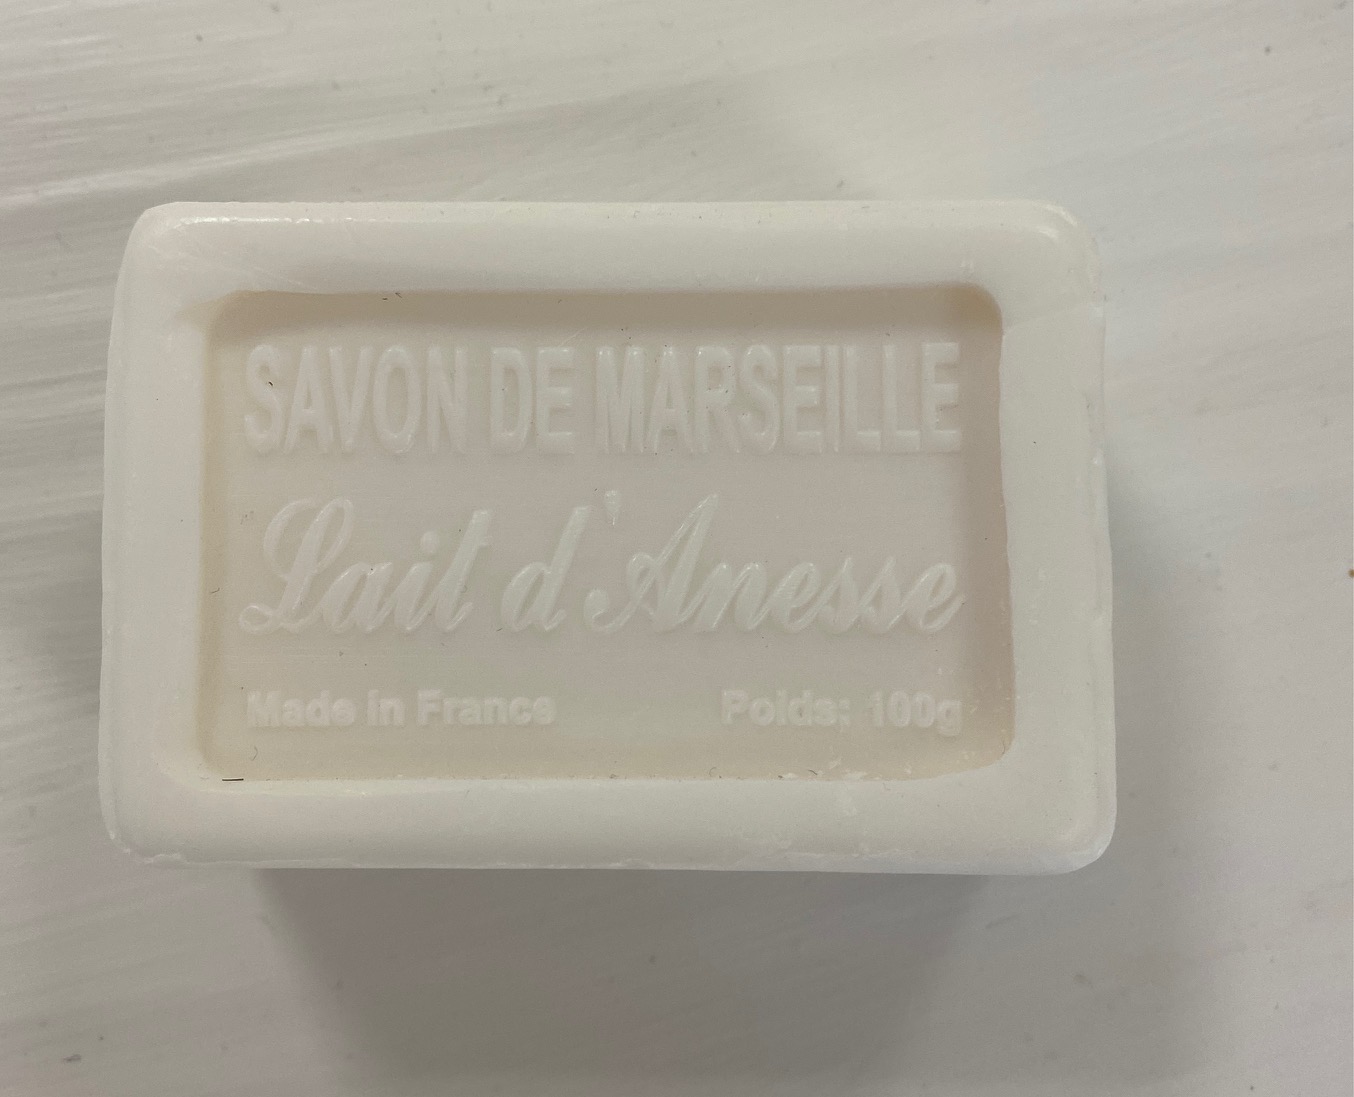 SAVON DE MARSEILLE
Lait d'Anesse
Made in France Poids: 100g